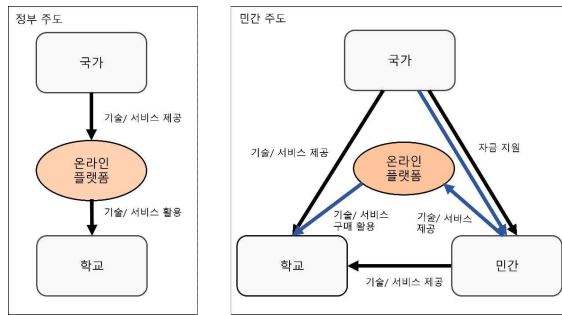 정부 주도
국가
기술/ 서비스 제공
온라인
플랫폼
기술/ 서비스 활용
학교
민간 주도
국가
기술/ 서비스 제공
자금 지원
온라인
플랫폼
기술/ 서비스
구매 활용
기술/ 서비스
제공
학교
민간
기술/ 서비스 제공